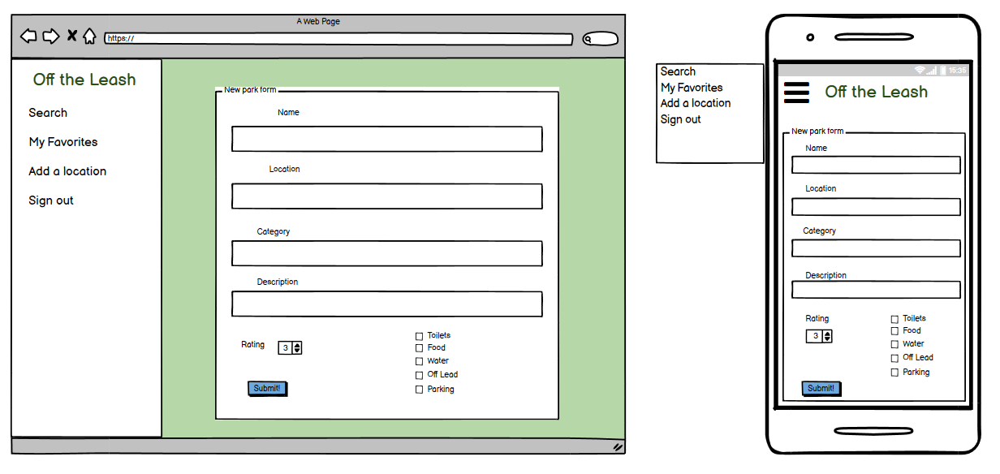 A Web Page
https://
Off the Leash
Search
My Favorites
Add a location
Sign out
New park form
Name
Location
Category
Description
Rating
3
Toilets
Food
Water
Off Lead
Parking
Submit!
Search
My Favorites
Add a location
Sign out
15:35
Off the Leash
New park form
Name
Location
Category
Description
Rating
3
Toilets
Food
Water
Off Lead
Parking
Submit!